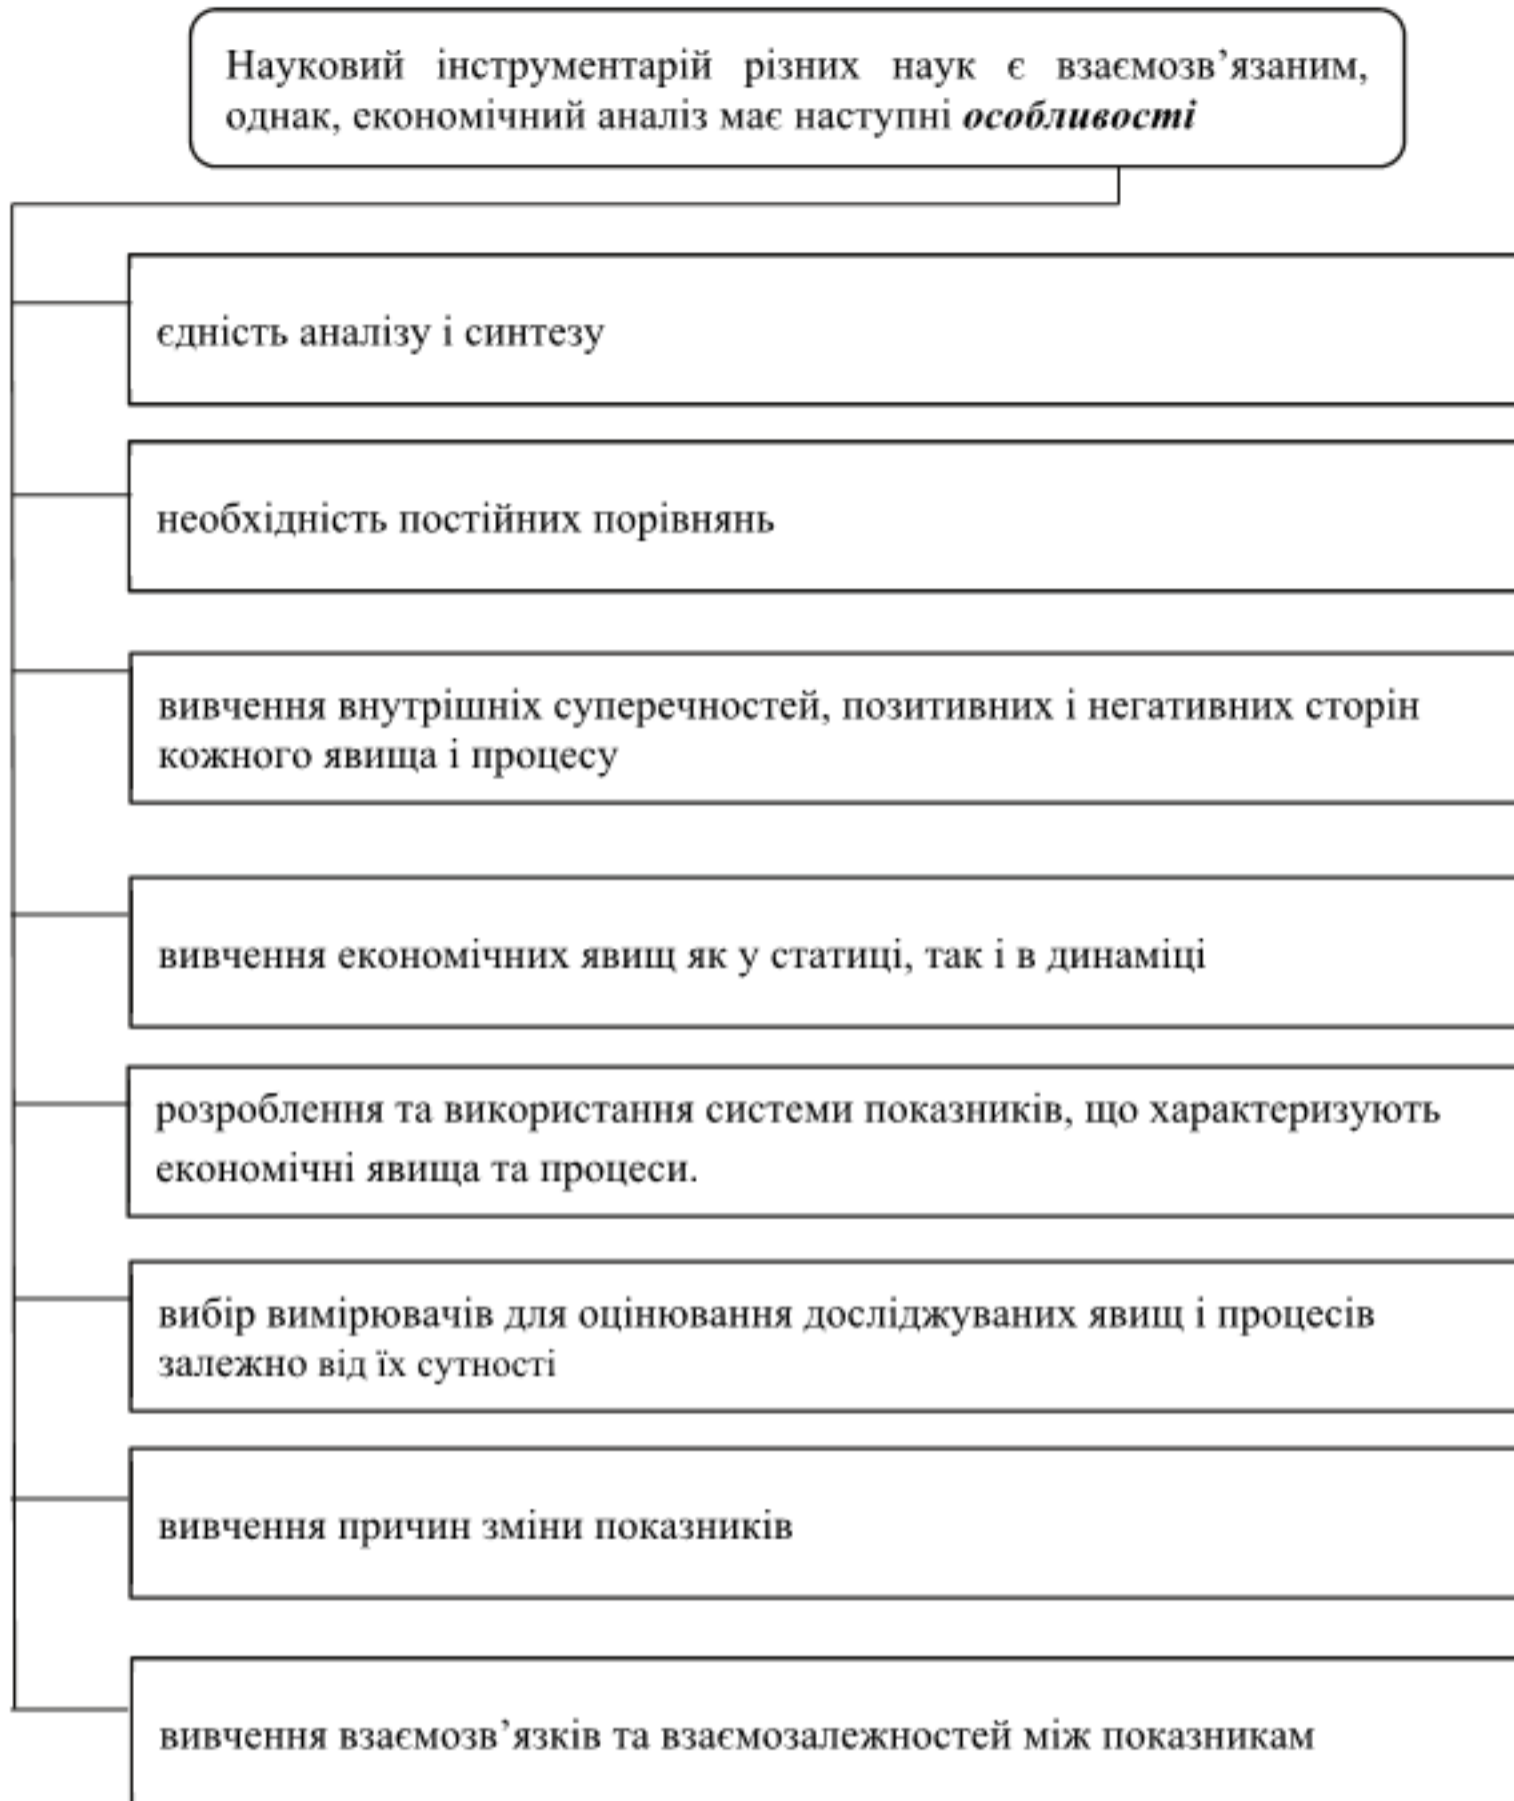 Науковий інструментарій різних наук є взаємозв’язаним,
однак, економічний аналіз має наступні особливості
єдність аналізу і синтезу
необхідність постійних порівнянь
вивчення внутрішніх суперечностей, позитивних і негативних сторін
кожного явища і процесу
вивчення економічних явищ як у статиці, так і в динаміці
розроблення та використання системи показників, що характеризують
економічні явища та процеси.
вибір вимірювачів для оцінювання досліджуваних явищ і процесів
залежно від їх сутності
вивчення причин зміни показників
вивчення взаємозв’язків та взаємозалежностей між показникам